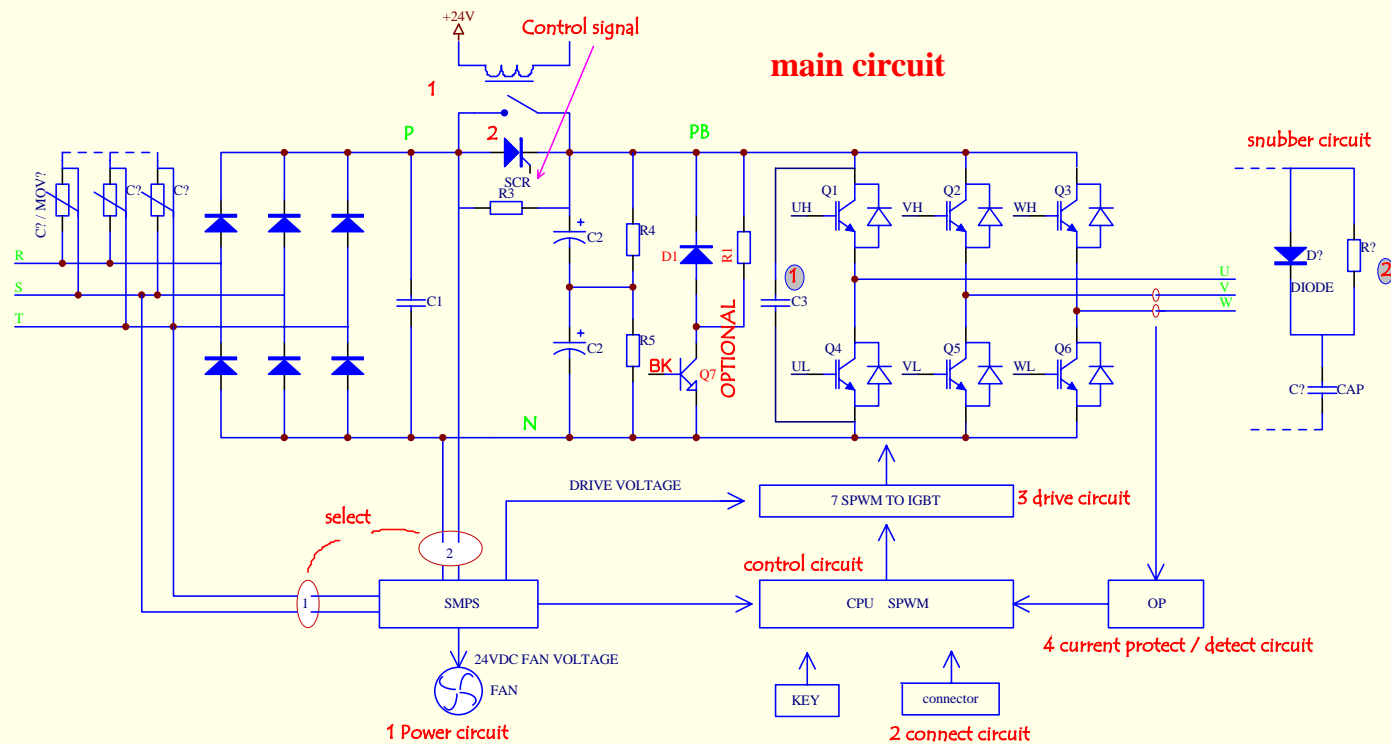 +24V
Control signal
main circuit
1
P
2
PB
snubber circuit
SCR
R3
C? / MOV?
C?
C?
Q1
Q2
Q3
UH
VH
WH
C2
R4
D1
R1
D?
R?
R
S
T
1
U
V
W
2
DIODE
C1
C3
C2
R5
BK
Q7
OPTIONAL
Q4
Q5
Q6
UL
VL
WL
C?
CAP
N
DRIVE VOLTAGE
7 SPWM TO IGBT
3 drive circuit
select
2
control circuit
1
SMPS
CPU SPWM
OP
4 current protect / detect circuit
24VDC FAN VOLTAGE
FAN
KEY
connector
1 Power circuit
2 connect circuit